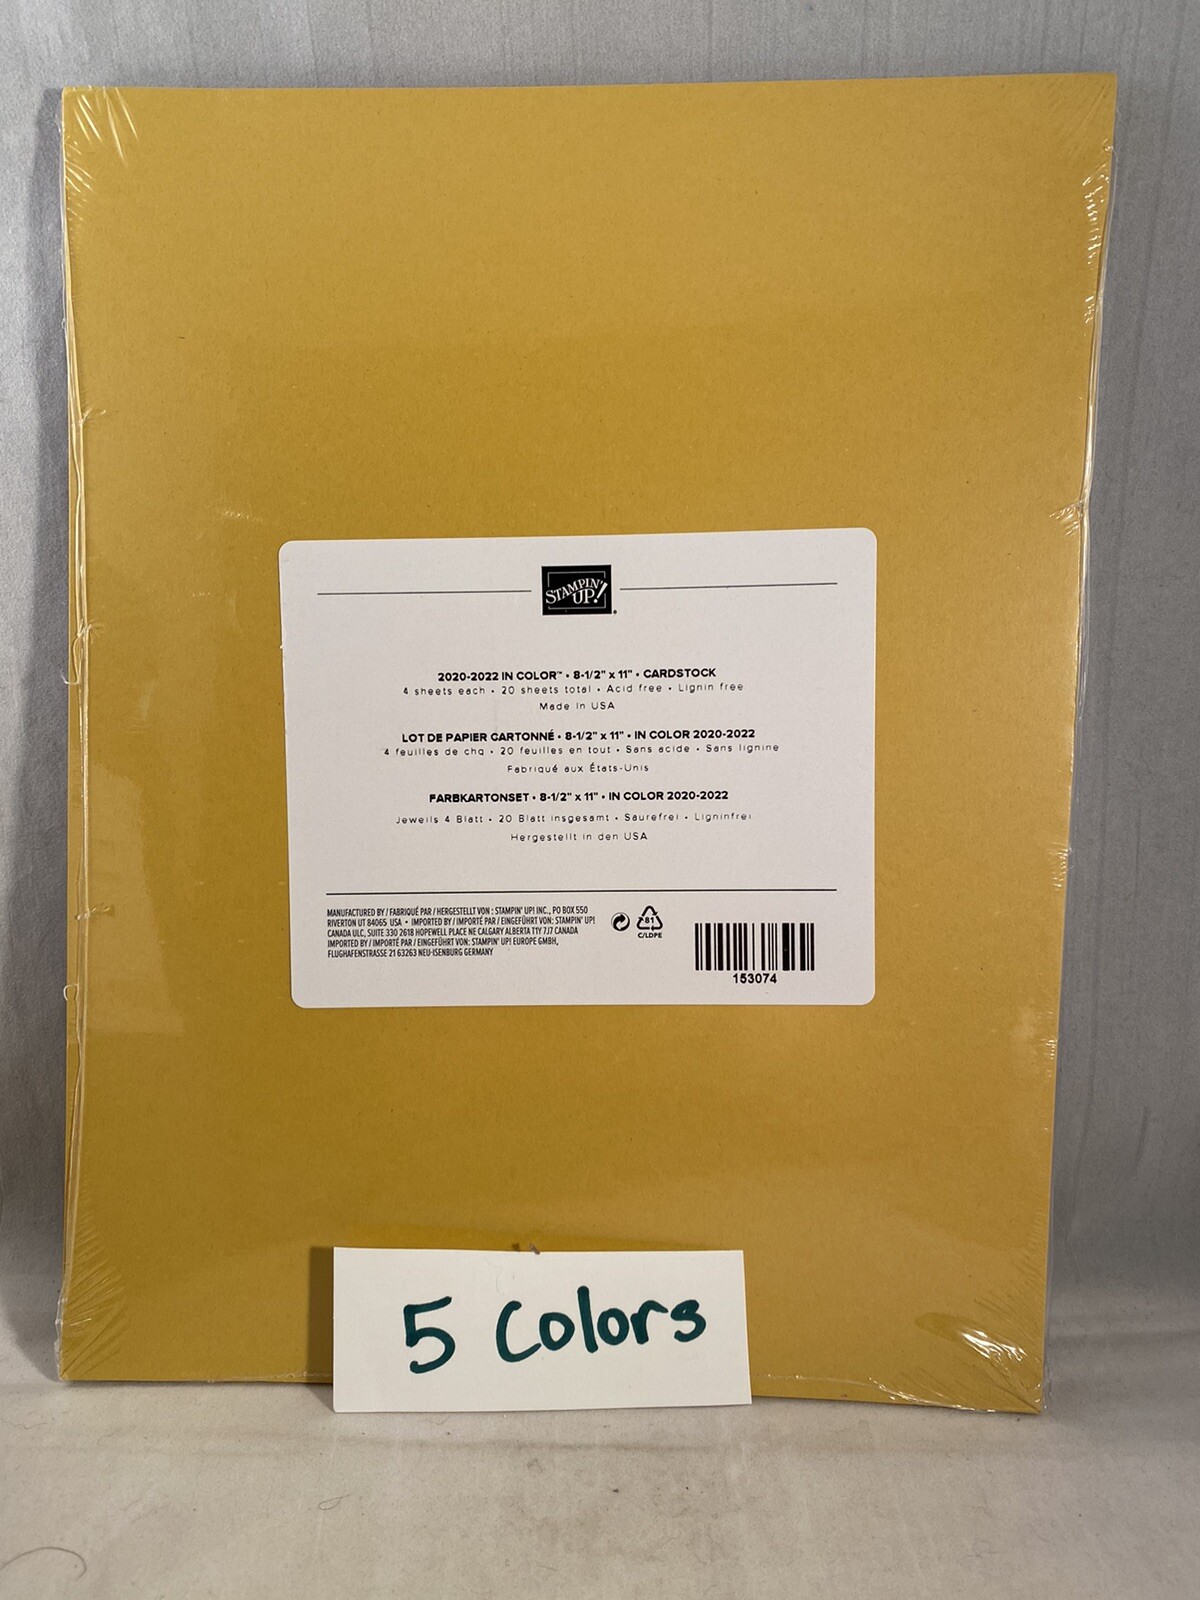 STAMPIN' UP!
2020-2022 IN COLOR™ • 8-1/2" x 11" • CARDSTOCK
4 sheets each • 20 sheets total • Acid free • Lignin free
Made in USA
LOT DE PAPIER CARTONNÉ • 8-1/2" x 11" • IN COLOR 2020-2022
4 feuilles de chq • 20 feuilles en tout • Sans acide • Sans lignine
Fabriqué aux États-Unis
FARBKARTONSET • 8-1/2" x 11" • IN COLOR 2020-2022
Jeweils 4 Blatt • 20 Blatt insgesamt • Säurefrei • Ligninfrei
Hergestellt in den USA
MANUFACTURED BY / FABRIQUÉ PAR / HERGESTELLT VON : STAMPIN' UP! INC., PO BOX 550
RIVERTON UT 84065 USA • IMPORTED BY / IMPORTÉ PAR / EINGEFÜHRT VON: STAMPIN' UP!
CANADA ULC, SUITE 330 2618 HOPEWELL PLACE NE CALGARY ALBERTA T1Y 7J7 CANADA
IMPORTED BY / IMPORTÉ PAR / EINGEFÜHRT VON: STAMPIN' UP! EUROPE GMBH,
FLUGHAFENSTRASSE 21 63263 NEU-ISENBURG GERMANY
81
C/LDPE
153074
5 Colors